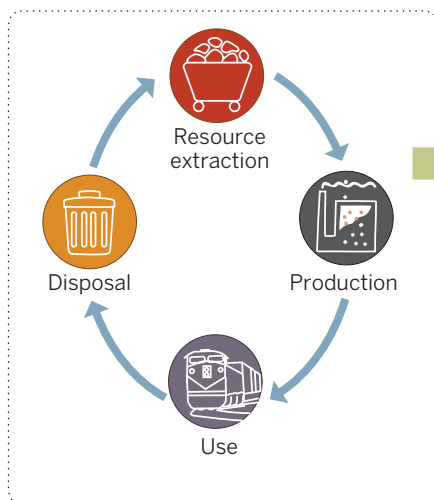 Resource
extraction
Disposal
Production
Use